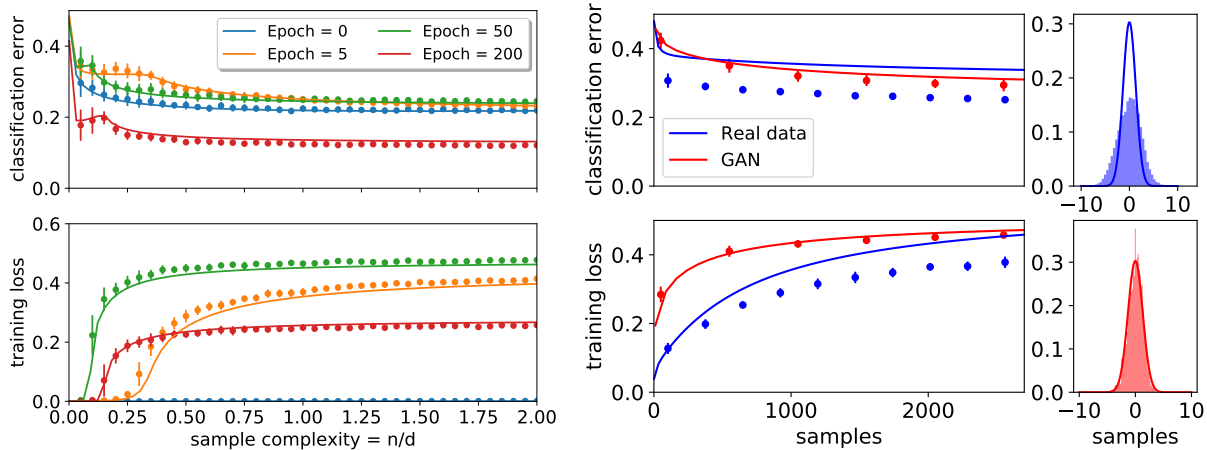 classification error
0.4
0.2
0.0
Epoch = 0
Epoch = 5
Epoch = 50
Epoch = 200
training loss
0.6
0.4
0.2
0.0
0.00 0.25 0.50 0.75 1.00 1.25 1.50 1.75 2.00
sample complexity = n/d
classification error
0.4
0.2
0.0
Real data
GAN
0.3
0.2
0.1
0.0
−10 0 10
training loss
0.6
0.4
0.2
0.0
0 1000 2000
samples
0.3
0.2
0.1
0.0
−10 0 10
samples